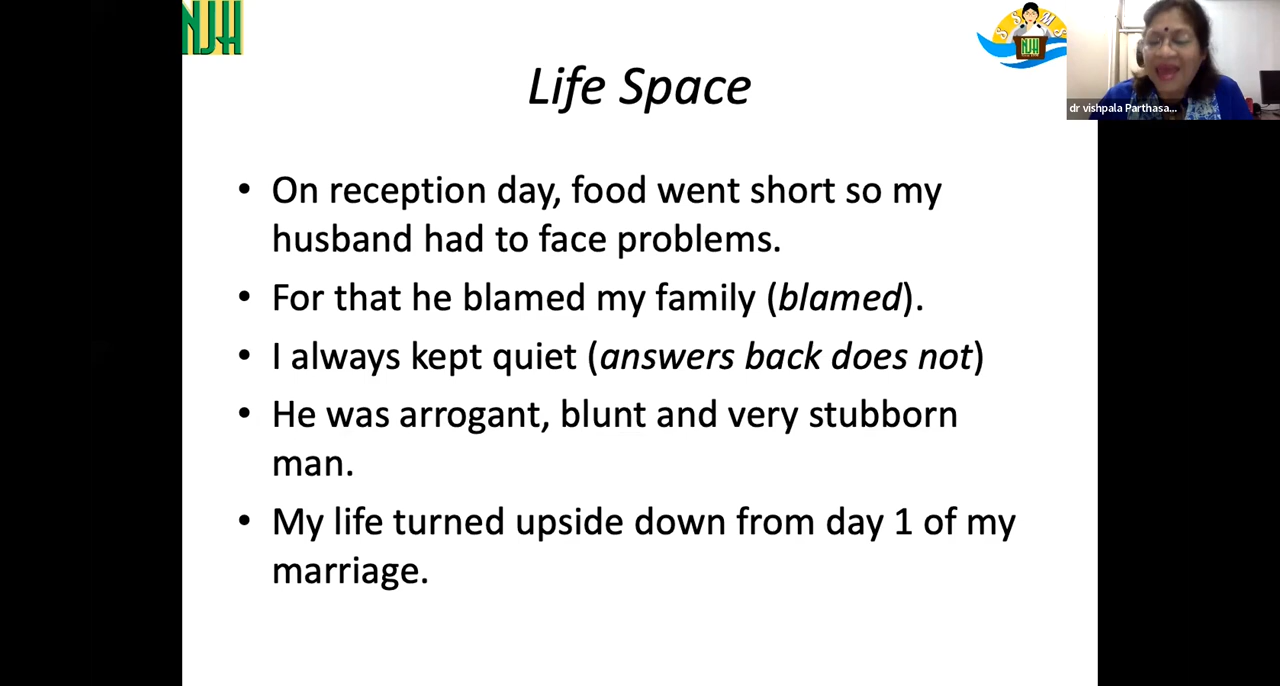 NJH
S S M S
NJH
Life Space
dr vishpala Parthasa...
• On reception day, food went short so my
husband had to face problems.
• For that he blamed my family (blamed).
• I always kept quiet (answers back does not)
• He was arrogant, blunt and very stubborn
man.
• My life turned upside down from day 1 of my
marriage.